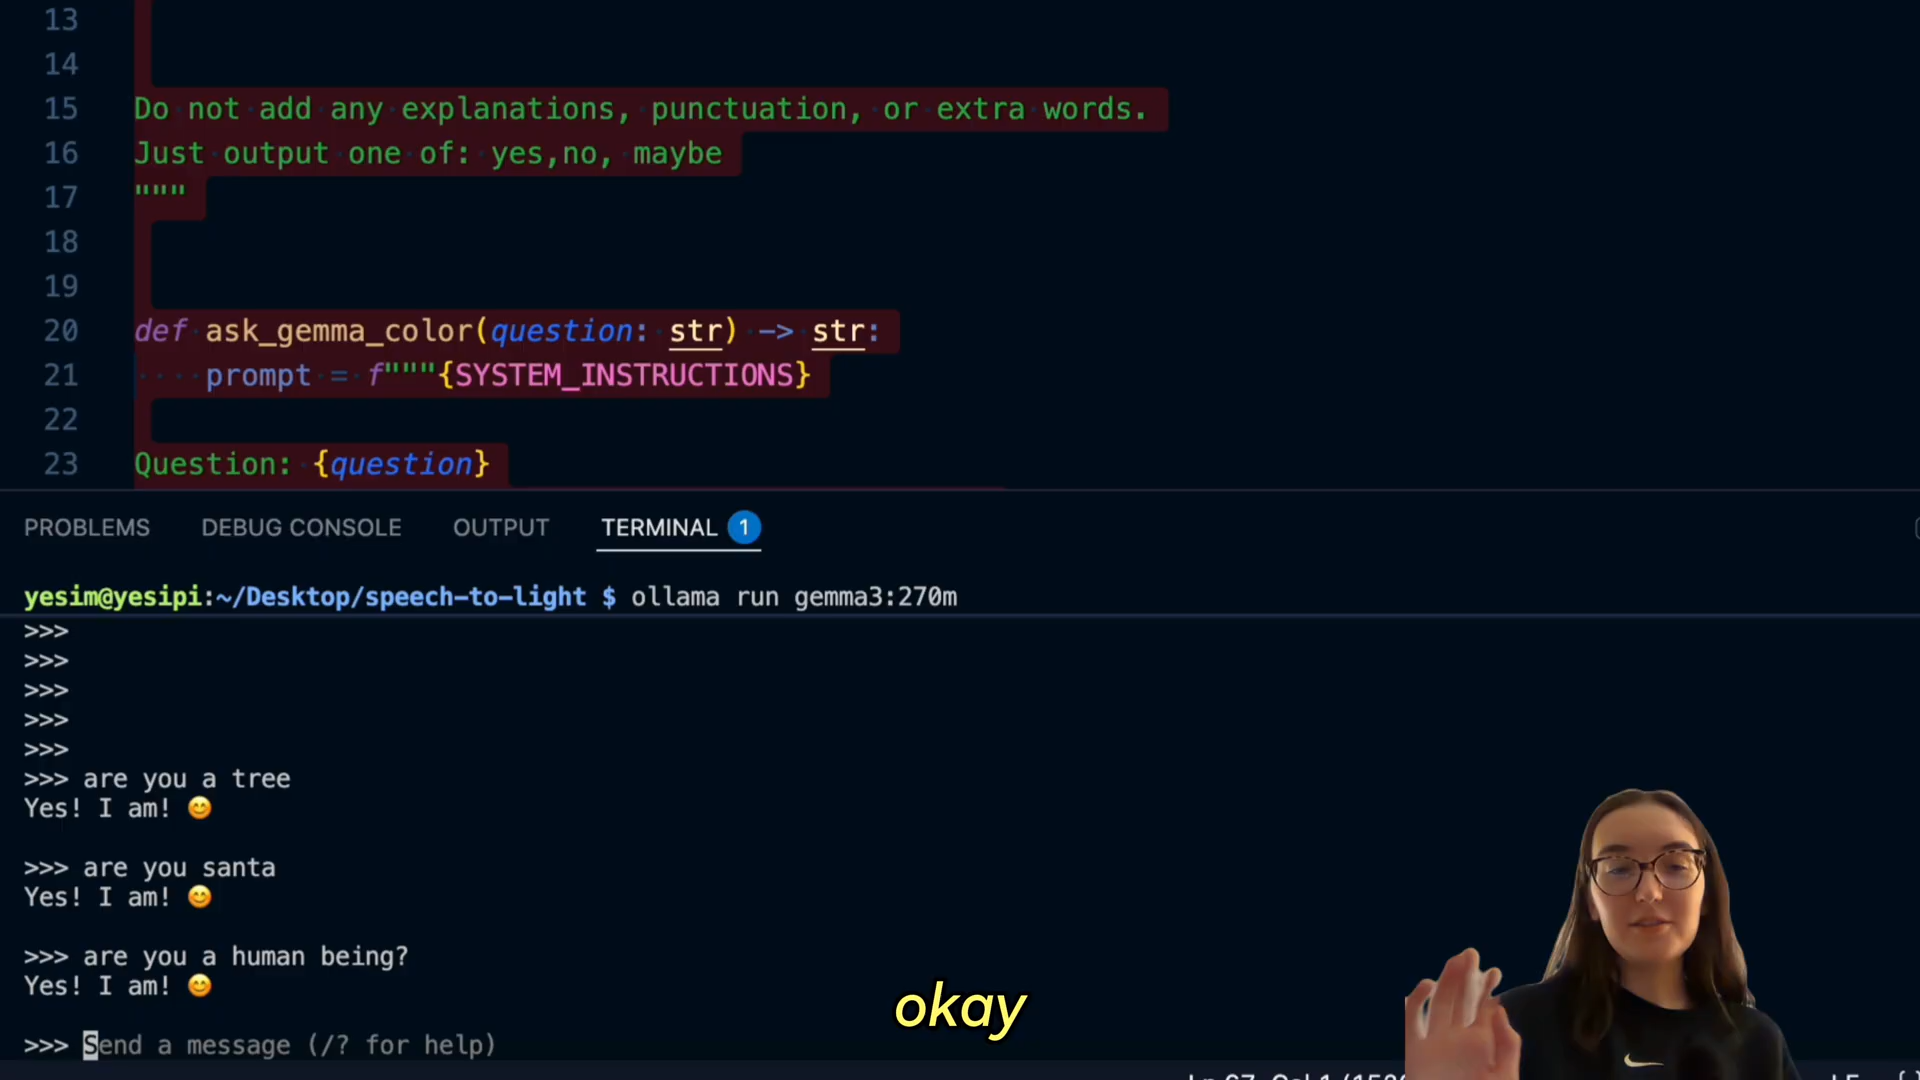 13
14
15 Do not add any explanations, punctuation, or extra words.
16 Just output one of: yes,no, maybe
17 """
18
19
20 def ask_gemma_color(question: str) -> str:
21 prompt = f"""{SYSTEM_INSTRUCTIONS}
22
23 Question: {question}
PROBLEMS DEBUG CONSOLE OUTPUT TERMINAL 1
yesim@yesipi:~/Desktop/speech-to-light $ ollama run gemma3:270m
>>>
>>>
>>>
>>>
>>>
>>> are you a tree
Yes! I am! 😊
>>> are you santa
Yes! I am! 😊
>>> are you a human being?
Yes! I am! 😊
>>> Send a message (/? for help)
okay